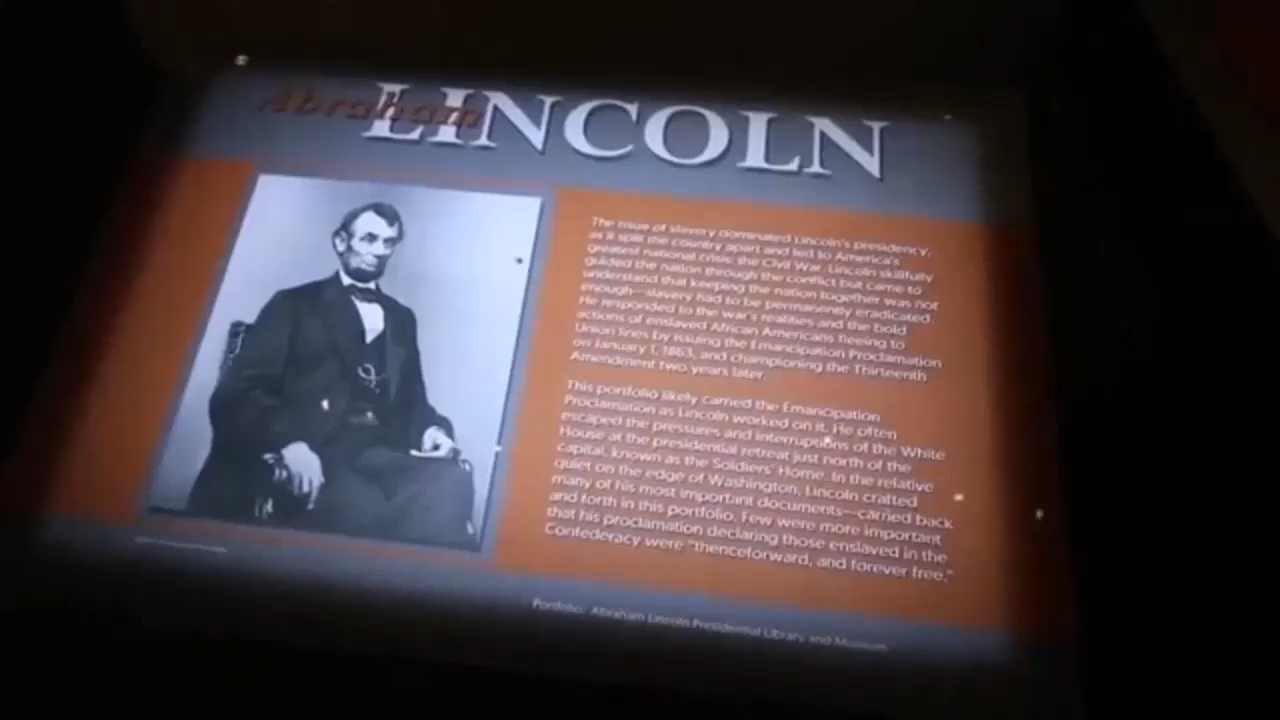 Abraham
LINCOLN
The issue of slavery dominated Lincoln's presidency,
as it split the country apart and led to America's
greatest national crisis: the Civil War. Lincoln skillfully
guided the nation through the conflict but came to
understand that keeping the nation together was not
enough—slavery had to be permanently eradicated.
He responded to the war's realities and the bold
actions of enslaved African Americans fleeing to
Union lines by issuing the Emancipation Proclamation
on January 1, 1863, and championing the Thirteenth
Amendment two years later.
This portfolio likely carried the Emancipation
Proclamation as Lincoln worked on it. He often
escaped the pressures and interruptions of the White
House at the presidential retreat just north of the
capital, known as the Soldiers' Home. In the relative
quiet on the edge of Washington, Lincoln crafted
many of his most important documents—carried back
and forth in this portfolio. Few were more important
that his proclamation declaring those enslaved in the
Confederacy were "thenceforward, and forever free."
Portfolio: Abraham Lincoln Presidential Library and Museum